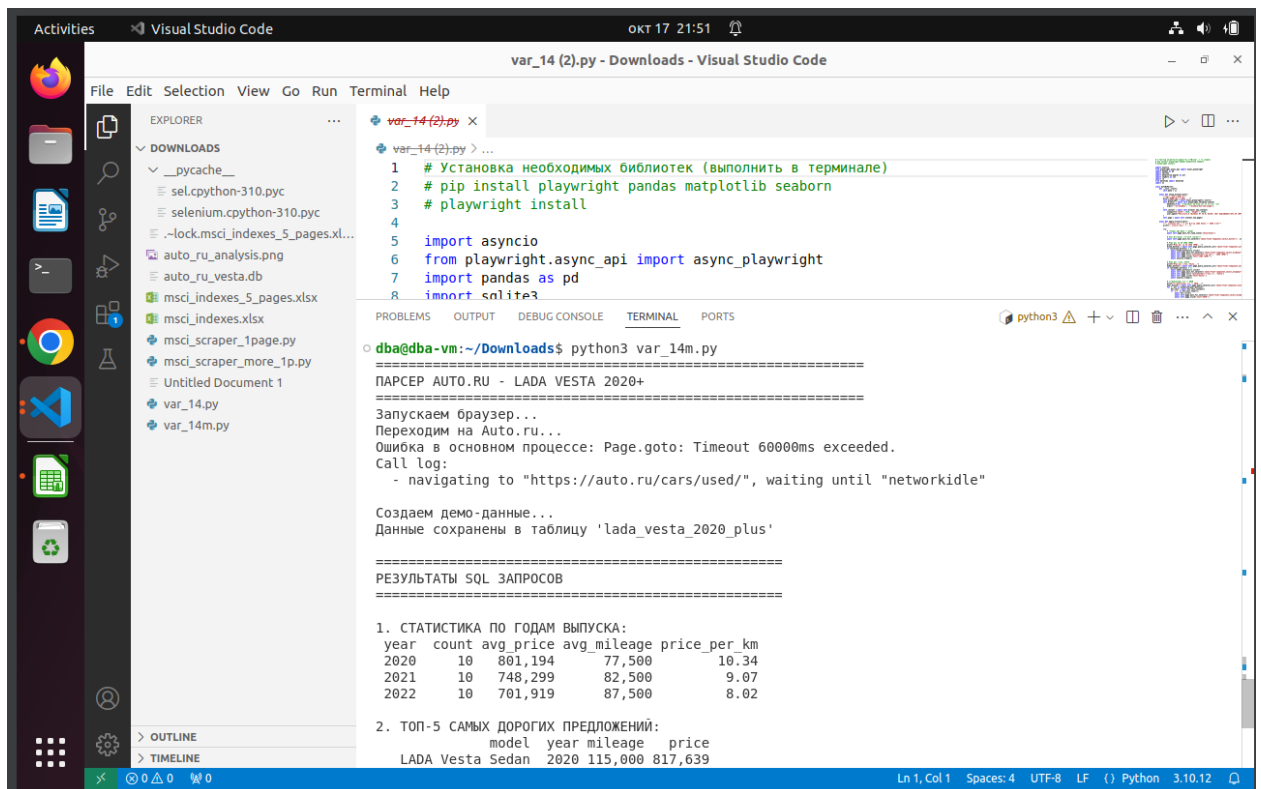 Activities
Visual Studio Code
окт 17 21:51
var_14 (2).py - Downloads - Visual Studio Code
File Edit Selection View Go Run Terminal Help
EXPLORER
DOWNLOADS
__pycache__
sel.cpython-310.pyc
selenium.cpython-310.pyc
.~lock.msci_indexes_5_pages.xl...
auto_ru_analysis.png
auto_ru_vesta.db
msci_indexes_5_pages.xlsx
msci_indexes.xlsx
msci_scraper_1page.py
msci_scraper_more_1p.py
Untitled Document 1
var_14.py
var_14m.py
OUTLINE
TIMELINE
1
var_14 (2).py
var_14 (2).py > ...
1 # Установка необходимых библиотек (выполнить в терминале)
2 # pip install playwright pandas matplotlib seaborn
3 # playwright install
4
5 import asyncio
6 from playwright.async_api import async_playwright
7 import pandas as pd
8 import sqlite3
PROBLEMS OUTPUT DEBUG CONSOLE TERMINAL PORTS
python3
dba@dba-vm:~/Downloads$ python3 var_14m.py
============================================================
ПАРСЕР AUTO.RU - LADA VESTA 2020+
============================================================
Запускаем браузер...
Переходим на Auto.ru...
Ошибка в основном процессе: Page.goto: Timeout 60000ms exceeded.
Call log:
- navigating to "https://auto.ru/cars/used/", waiting until "networkidle"
Создаем демо-данные...
Данные сохранены в таблицу 'lada_vesta_2020_plus'
==================================================
РЕЗУЛЬТАТЫ SQL ЗАПРОСОВ
==================================================
1. СТАТИСТИКА ПО ГОДАМ ВЫПУСКА:
year count avg_price avg_mileage price_per_km
2020 10 801,194 77,500 10.34
2021 10 748,299 82,500 9.07
2022 10 701,919 87,500 8.02
2. ТОП-5 САМЫХ ДОРОГИХ ПРЕДЛОЖЕНИЙ:
model year mileage price
LADA Vesta Sedan 2020 115,000 817,639
0 0 0
Ln 1, Col 1 Spaces: 4 UTF-8 LF {} Python 3.10.12